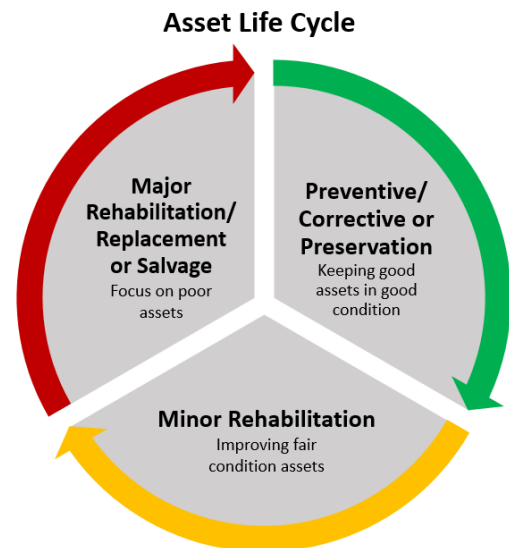 Asset Life Cycle
Major
Rehabilitation/
Replacement
or Salvage
Focus on poor
assets
Preventive/
Corrective or
Preservation
Keeping good
assets in good
condition
Minor Rehabilitation
Improving fair
condition assets